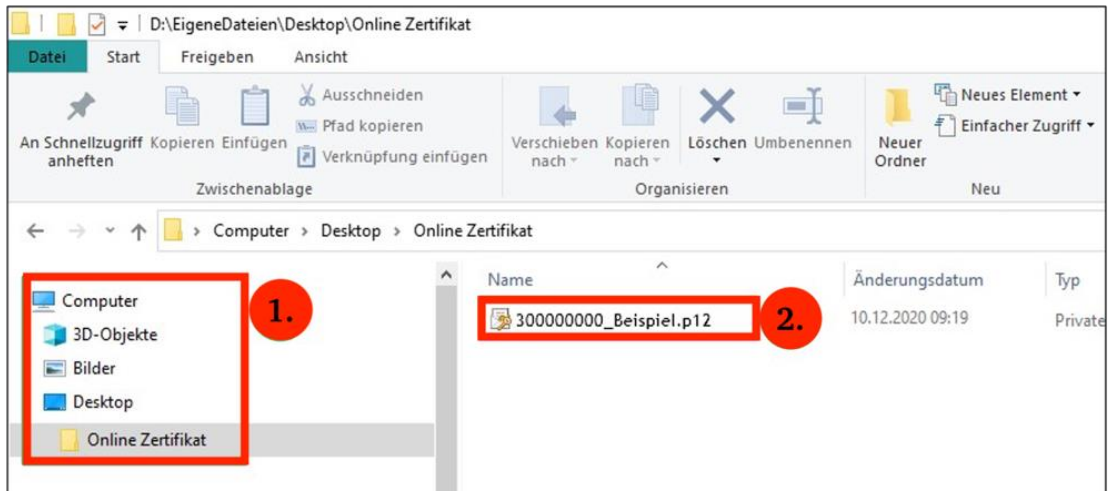 D:\EigeneDateien\Desktop\Online Zertifikat
Datei Start Freigeben Ansicht
An Schnellzugriff anheften
Kopieren
Einfügen
Ausschneiden
Pfad kopieren
Verknüpfung einfügen
Zwischenablage
Verschieben nach
Kopieren nach
Löschen
Umbenennen
Organisieren
Neuer Ordner
Neues Element
Einfacher Zugriff
Neu
Computer > Desktop > Online Zertifikat
Computer
3D-Objekte
Bilder
Desktop
Online Zertifikat
1.
Name Änderungsdatum Typ
300000000_Beispiel.p12 2. 10.12.2020 09:19 Private